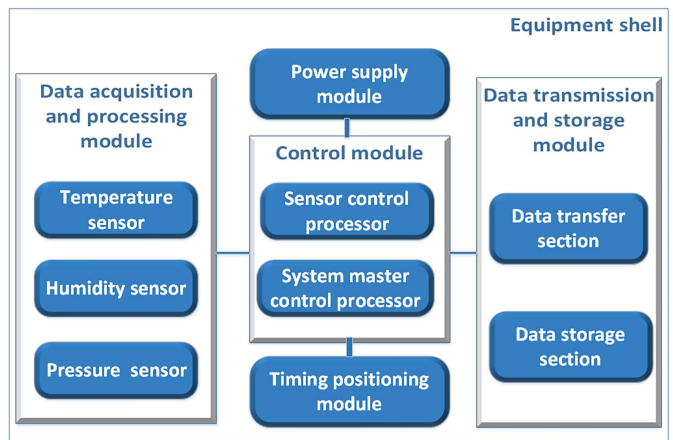 Equipment shell
Data acquisition
and processing
module
Temperature
sensor
Humidity sensor
Pressure sensor
Power supply
module
Control module
Sensor control
processor
System master
control processor
Timing positioning
module
Data transmission
and storage
module
Data transfer
section
Data storage
section